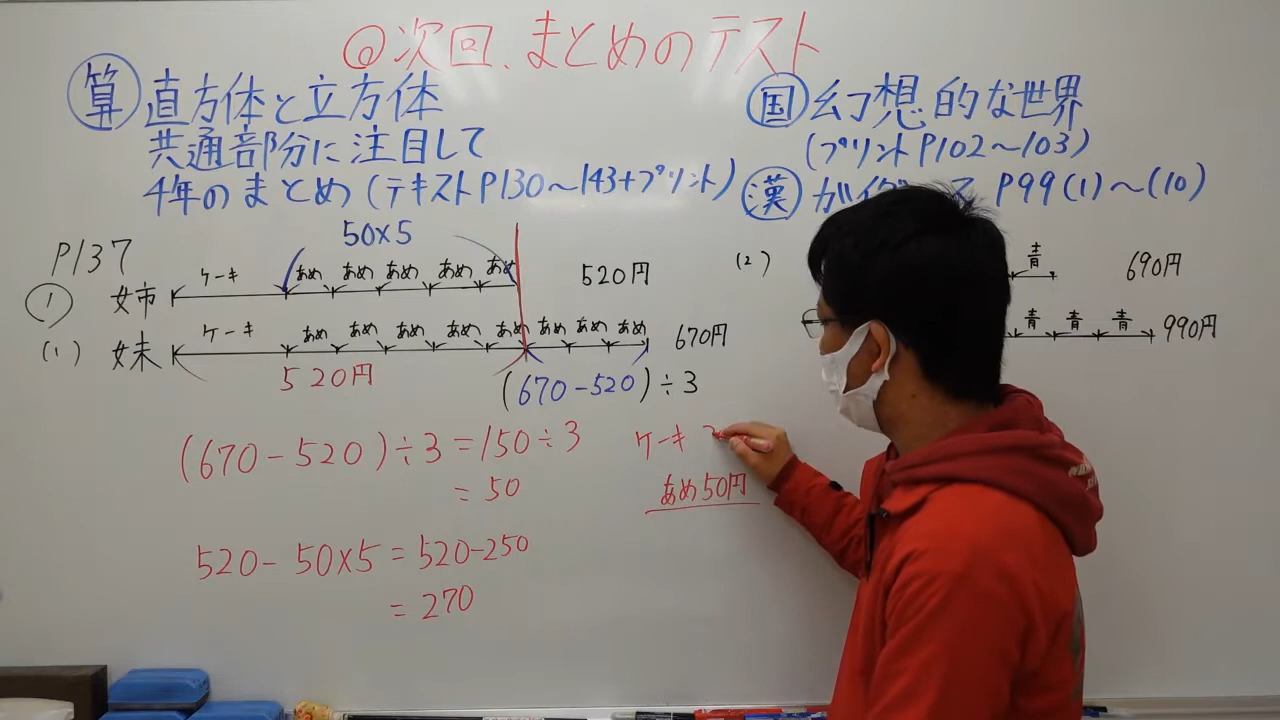 @次回、まとめのテスト
算 直方体と立方体
共通部分に注目して
4年のまとめ(テキストP130～143+プリント)
国 幻想的な世界
(プリントP102～103)
漢 P99(1)～(10)
P137
① 
50×5
姉 ケーキ あめ あめ あめ あめ あめ 520円
(1) 妹 ケーキ あめ あめ あめ あめ あめ あめ あめ あめ 670円
520円
(670-520)÷3
(670-520)÷3=150÷3
=50
520-50×5=520-250
=270
ケーキ
あめ50円
(2)
青 690円
青 青 青 990円